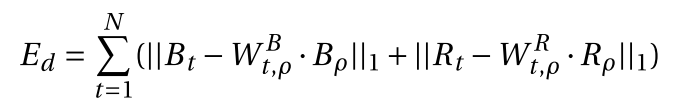 $E_d = \sum_{t=1}^{N} (||B_t - W_{t,\rho}^{B} \cdot B_\rho||_1 + ||R_t - W_{t,\rho}^{R} \cdot R_\rho||_1)$